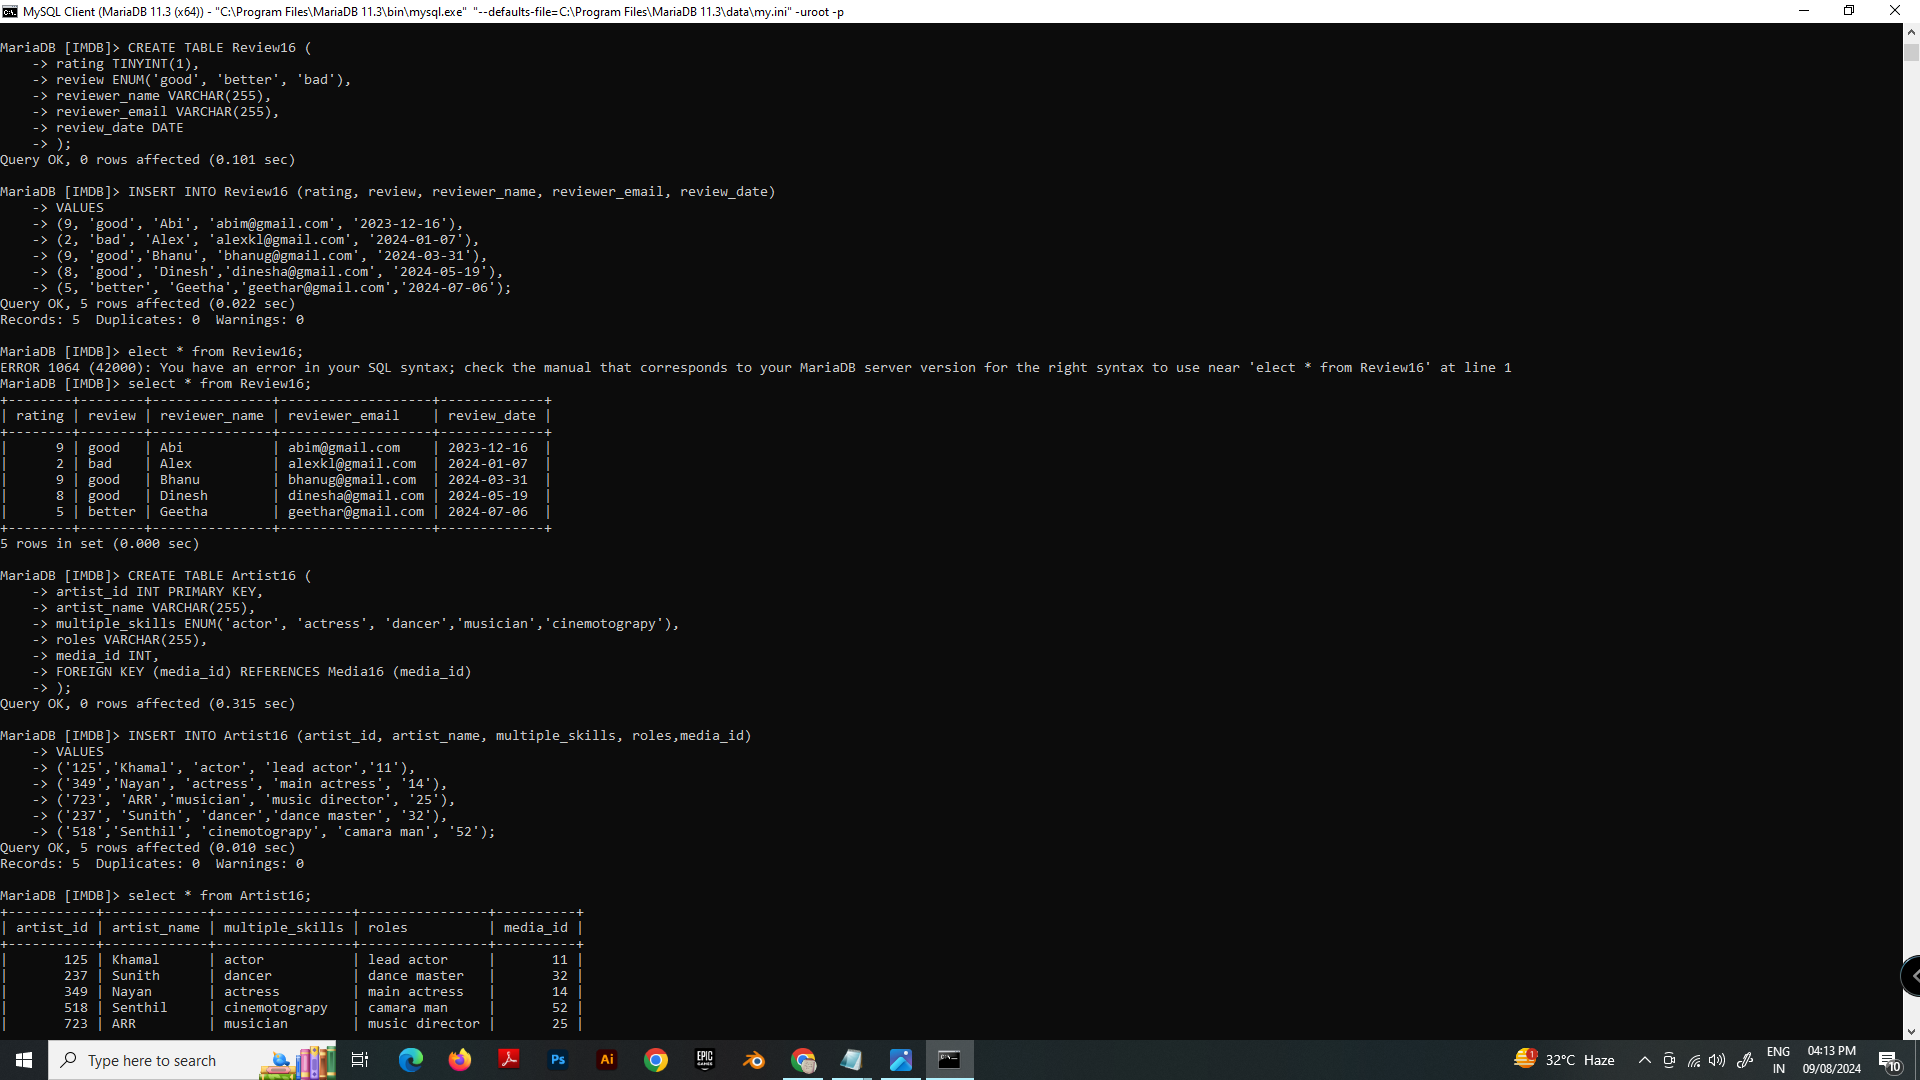 MySQL Client (MariaDB 11.3 (x64)) - "C:\Program Files\MariaDB 11.3\bin\mysql.exe"  "--defaults-file=C:\Program Files\MariaDB 11.3\data\my.ini" -uroot -p
MariaDB [IMDB]> CREATE TABLE Review16 (
    -> rating TINYINT(1),
    -> review ENUM('good', 'better', 'bad'),
    -> reviewer_name VARCHAR(255),
    -> reviewer_email VARCHAR(255),
    -> review_date DATE
    -> );
Query OK, 0 rows affected (0.101 sec)
MariaDB [IMDB]> INSERT INTO Review16 (rating, review, reviewer_name, reviewer_email, review_date)
    -> VALUES
    -> (9, 'good', 'Abi', 'abim@gmail.com', '2023-12-16'),
    -> (2, 'bad', 'Alex', 'alexkl@gmail.com', '2024-01-07'),
    -> (9, 'good','Bhanu', 'bhanug@gmail.com', '2024-03-31'),
    -> (8, 'good', 'Dinesh','dinesha@gmail.com', '2024-05-19'),
    -> (5, 'better', 'Geetha','geethar@gmail.com','2024-07-06');
Query OK, 5 rows affected (0.022 sec)
Records: 5  Duplicates: 0  Warnings: 0
MariaDB [IMDB]> elect * from Review16;
ERROR 1064 (42000): You have an error in your SQL syntax; check the manual that corresponds to your MariaDB server version for the right syntax to use near 'elect * from Review16' at line 1
MariaDB [IMDB]> select * from Review16;
+--------+--------+---------------+-------------------+-------------+
| rating | review | reviewer_name | reviewer_email    | review_date |
+--------+--------+---------------+-------------------+-------------+
|      9 | good   | Abi           | abim@gmail.com    | 2023-12-16  |
|      2 | bad    | Alex          | alexkl@gmail.com  | 2024-01-07  |
|      9 | good   | Bhanu         | bhanug@gmail.com  | 2024-03-31  |
|      8 | good   | Dinesh        | dinesha@gmail.com | 2024-05-19  |
|      5 | better | Geetha        | geethar@gmail.com | 2024-07-06  |
+--------+--------+---------------+-------------------+-------------+
5 rows in set (0.000 sec)
MariaDB [IMDB]> CREATE TABLE Artist16 (
    -> artist_id INT PRIMARY KEY,
    -> artist_name VARCHAR(255),
    -> multiple_skills ENUM('actor', 'actress', 'dancer','musician','cinemotograpy'),
    -> roles VARCHAR(255),
    -> media_id INT,
    -> FOREIGN KEY (media_id) REFERENCES Media16 (media_id)
    -> );
Query OK, 0 rows affected (0.315 sec)
MariaDB [IMDB]> INSERT INTO Artist16 (artist_id, artist_name, multiple_skills, roles,media_id)
    -> VALUES
    -> ('125','Khamal', 'actor', 'lead actor','11'),
    -> ('349','Nayan', 'actress', 'main actress', '14'),
    -> ('723', 'ARR','musician', 'music director', '25'),
    -> ('237', 'Sunith', 'dancer','dance master', '32'),
    -> ('518','Senthil', 'cinemotograpy', 'camara man', '52');
Query OK, 5 rows affected (0.010 sec)
Records: 5  Duplicates: 0  Warnings: 0
MariaDB [IMDB]> select * from Artist16;
+-----------+-------------+-----------------+----------------+----------+
| artist_id | artist_name | multiple_skills | roles          | media_id |
+-----------+-------------+-----------------+----------------+----------+
|       125 | Khamal      | actor           | lead actor     |       11 |
|       237 | Sunith      | dancer          | dance master   |       32 |
|       349 | Nayan       | actress         | main actress   |       14 |
|       518 | Senthil     | cinemotograpy   | camara man     |       52 |
|       723 | ARR         | musician        | music director |       25 |
Type here to search
Ps
Ai
EPIC GAMES
1
32°C Haze
ENG
IN
04:13 PM
09/08/2024
10